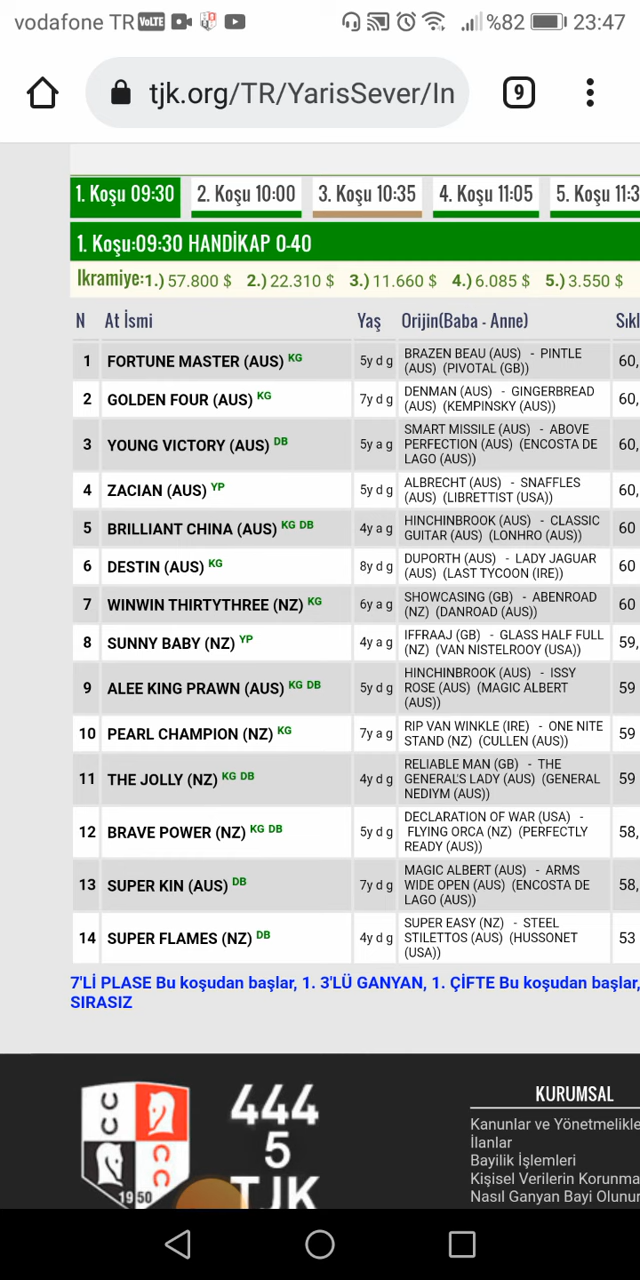 vodafone TR VoLTE %82 23:47
tjk.org/TR/YarisSever/In 9
1. Koşu 09:30 2. Koşu 10:00 3. Koşu 10:35 4. Koşu 11:05 5. Koşu 11:3
1. Koşu:09:30 HANDİKAP 0-40
İkramiye:1.) 57.800 $ 2.) 22.310 $ 3.) 11.660 $ 4.) 6.085 $ 5.) 3.550 $
N At İsmi Yaş Orijin(Baba - Anne) Sıkl
1 FORTUNE MASTER (AUS) KG 5y d g BRAZEN BEAU (AUS) - PINTLE 60,
(AUS) (PIVOTAL (GB))
2 GOLDEN FOUR (AUS) KG 7y d g DENMAN (AUS) - GINGERBREAD 60,
(AUS) (KEMPINSKY (AUS))
3 YOUNG VICTORY (AUS) DB 5y a g SMART MISSILE (AUS) - ABOVE 60,
PERFECTION (AUS) (ENCOSTA DE
LAGO (AUS))
4 ZACIAN (AUS) YP 5y d g ALBRECHT (AUS) - SNAFFLES 60,
(AUS) (LIBRETTIST (USA))
5 BRILLIANT CHINA (AUS) KG DB 4y a g HINCHINBROOK (AUS) - CLASSIC 60
GUITAR (AUS) (LONHRO (AUS))
6 DESTIN (AUS) KG 8y d g DUPORTH (AUS) - LADY JAGUAR 60
(AUS) (LAST TYCOON (IRE))
7 WINWIN THIRTYTHREE (NZ) KG 6y a g SHOWCASING (GB) - ABENROAD 60
(NZ) (DANROAD (AUS))
8 SUNNY BABY (NZ) YP 4y a g IFFRAAJ (GB) - GLASS HALF FULL 59,
(NZ) (VAN NISTELROOY (USA))
9 ALEE KING PRAWN (AUS) KG DB 5y d g HINCHINBROOK (AUS) - ISSY 59
ROSE (AUS) (MAGIC ALBERT
(AUS))
10 PEARL CHAMPION (NZ) KG 7y a g RIP VAN WINKLE (IRE) - ONE NITE 59
STAND (NZ) (CULLEN (AUS))
11 THE JOLLY (NZ) KG DB 4y d g RELIABLE MAN (GB) - THE 59
GENERAL'S LADY (AUS) (GENERAL
NEDIYM (AUS))
12 BRAVE POWER (NZ) KG DB 5y d g DECLARATION OF WAR (USA) - 58,
FLYING ORCA (NZ) (PERFECTLY
READY (AUS))
13 SUPER KIN (AUS) DB 7y d g MAGIC ALBERT (AUS) - ARMS 58,
WIDE OPEN (AUS) (ENCOSTA DE
LAGO (AUS))
14 SUPER FLAMES (NZ) DB 4y d g SUPER EASY (NZ) - STEEL 53
STILETTOS (AUS) (HUSSONET
(USA))
7'Lİ PLASE Bu koşudan başlar, 1. 3'LÜ GANYAN, 1. ÇİFTE Bu koşudan başlar,
SIRASIZ
1950
444
5
TJK
KURUMSAL
Kanunlar ve Yönetmelikle
İlanlar
Bayilik İşlemleri
Kişisel Verilerin Korunma
Nasıl Ganyan Bayi Olunur